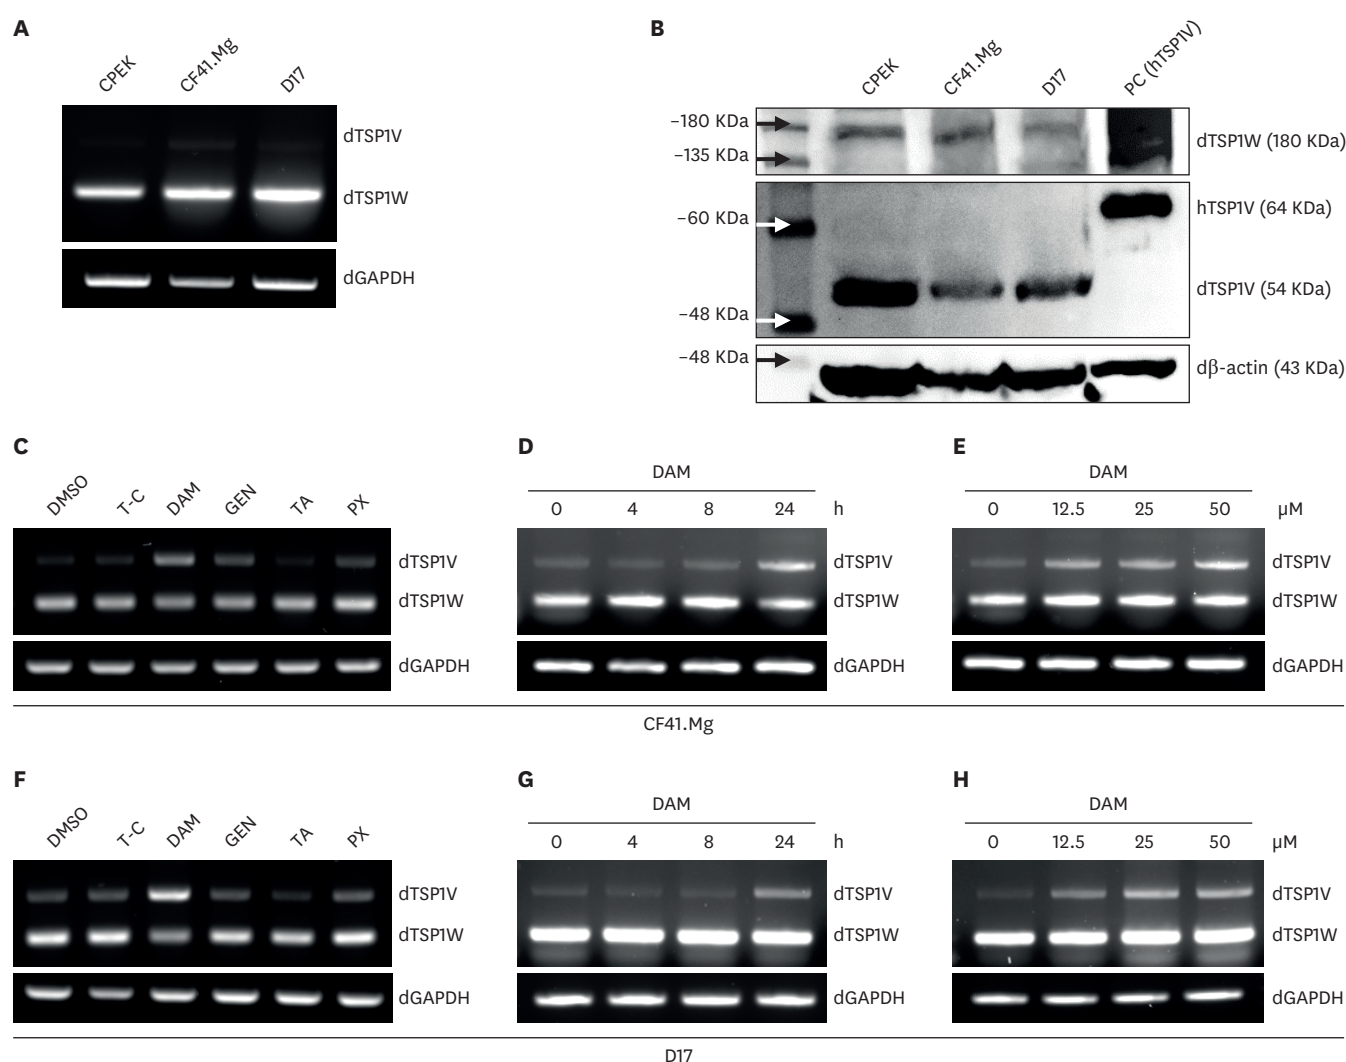 A
CPEK
CF41.Mg
D17
dTSP1V
dTSP1W
dGAPDH
B
CPEK
CF41.Mg
D17
PC (hTSP1V)
−180 KDa
−135 KDa
−60 KDa
−48 KDa
−48 KDa
dTSP1W (180 KDa)
hTSP1V (64 KDa)
dTSP1V (54 KDa)
dβ-actin (43 KDa)
C
DMSO
T-C
DAM
GEN
TA
PX
dTSP1V
dTSP1W
dGAPDH
D
DAM
0 4 8 24 h
dTSP1V
dTSP1W
dGAPDH
E
DAM
0 12.5 25 50 µM
dTSP1V
dTSP1W
dGAPDH
CF41.Mg
F
DMSO
T-C
DAM
GEN
TA
PX
dTSP1V
dTSP1W
dGAPDH
G
DAM
0 4 8 24 h
dTSP1V
dTSP1W
dGAPDH
H
DAM
0 12.5 25 50 µM
dTSP1V
dTSP1W
dGAPDH
D17